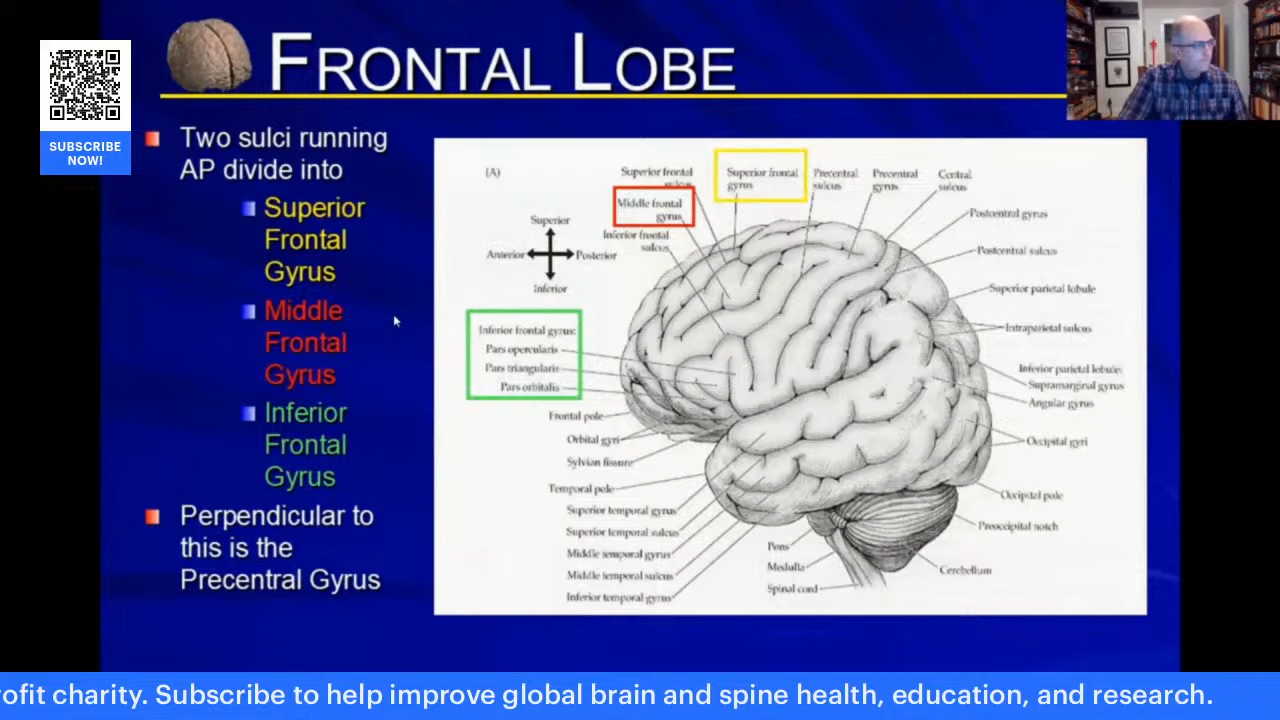 FRONTAL LOBE
SUBSCRIBE
NOW!
Two sulci running
AP divide into
Superior
Frontal
Gyrus
Middle
Frontal
Gyrus
Inferior
Frontal
Gyrus
Perpendicular to
this is the
Precentral Gyrus
(A)
Superior frontal
sulcus
Superior frontal
gyrus
Precentral
sulcus
Precentral
gyrus
Central
sulcus
Middle frontal
gyrus
Inferior frontal
sulcus
Superior
Anterior
Posterior
Inferior
Postcentral gyrus
Postcentral sulcus
Superior parietal lobule
Intraparietal sulcus
Inferior parietal lobule:
Supramarginal gyrus
Angular gyrus
Occipital gyri
Occipital pole
Preoccipital notch
Cerebellum
Inferior frontal gyrus:
Pars opercularis
Pars triangularis
Pars orbitalis
Frontal pole
Orbital gyri
Sylvian fissure
Temporal pole
Superior temporal gyrus
Superior temporal sulcus
Middle temporal gyrus
Middle temporal sulcus
Inferior temporal gyrus
Pons
Medulla
Spinal cord
ofit charity. Subscribe to help improve global brain and spine health, education, and research.